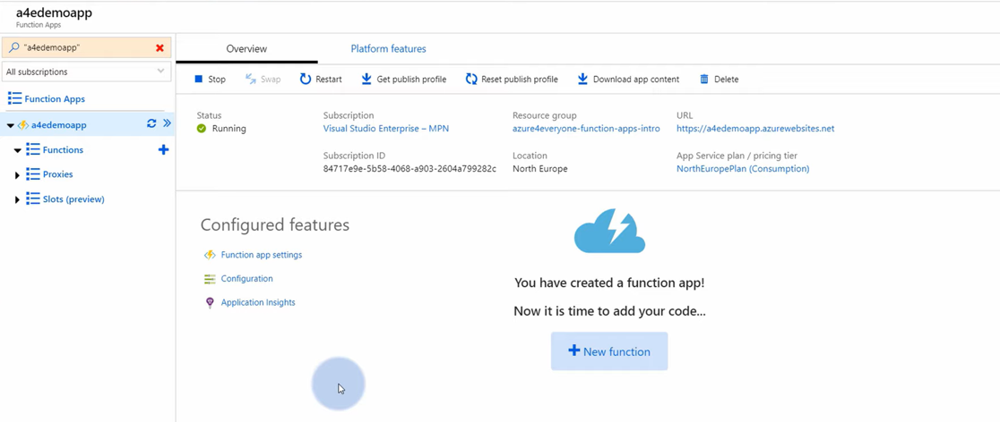 a4edemoapp
Function Apps
"a4edemoapp"
All subscriptions
Function Apps
a4edemoapp
Functions
Proxies
Slots (preview)
Overview Platform features
Stop Swap Restart Get publish profile Reset publish profile Download app content Delete
Status Subscription Resource group URL
Running Visual Studio Enterprise – MPN azure4everyone-function-apps-intro https://a4edemoapp.azurewebsites.net
Subscription ID Location App Service plan / pricing tier
84717e9e-5b58-4068-a903-2604a799282c North Europe NorthEuropePlan (Consumption)
Configured features
Function app settings
Configuration
Application Insights
You have created a function app!
Now it is time to add your code...
New function